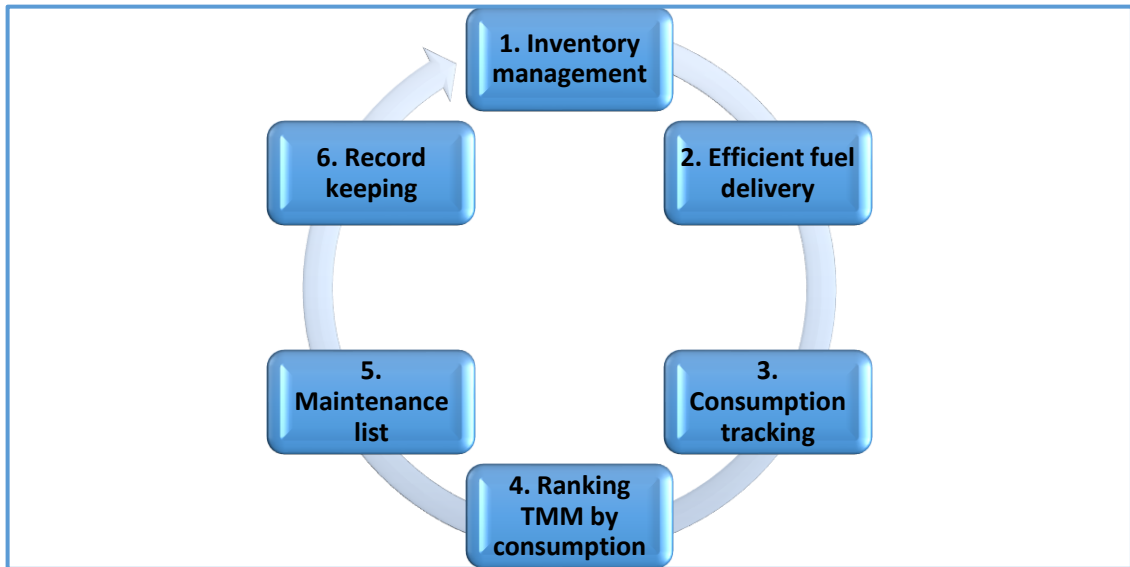 1. Inventory
management
2. Efficient fuel
delivery
3.
Consumption
tracking
4. Ranking
TMM by
consumption
5.
Maintenance
list
6. Record
keeping